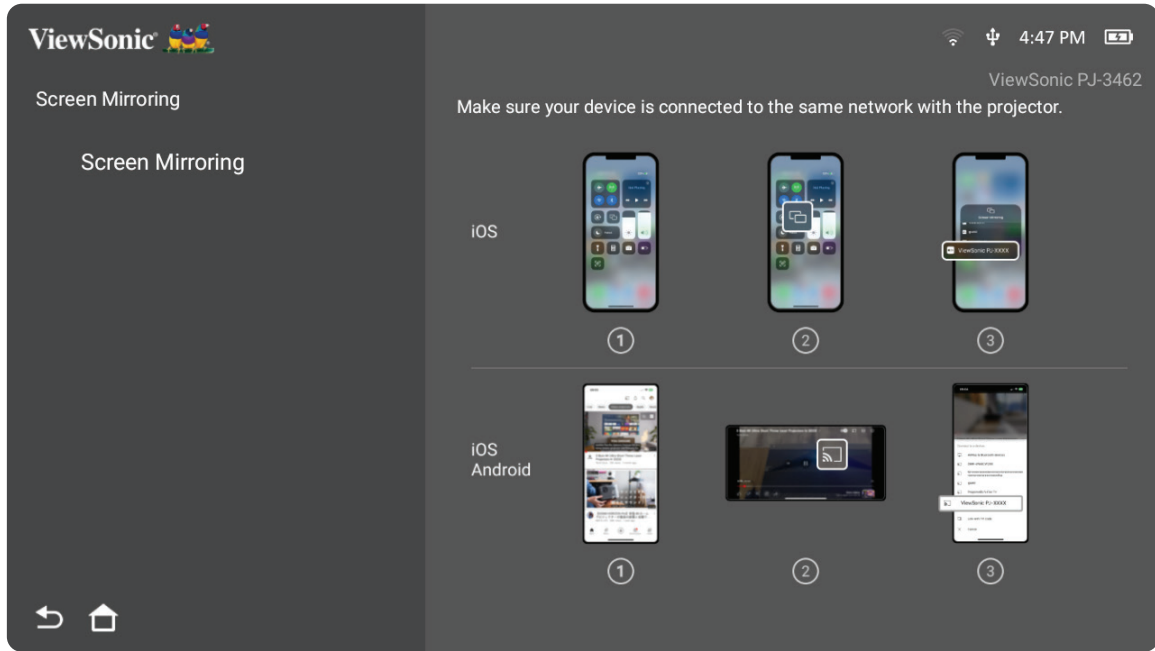 ViewSonic
4:47 PM
ViewSonic PJ-3462
Screen Mirroring
Make sure your device is connected to the same network with the projector.
Screen Mirroring
iOS
Screen Mirroring
ViewSonic PJ-XXXX
1
2
3
iOS
Android
ViewSonic PJ-XXXX
1
2
3